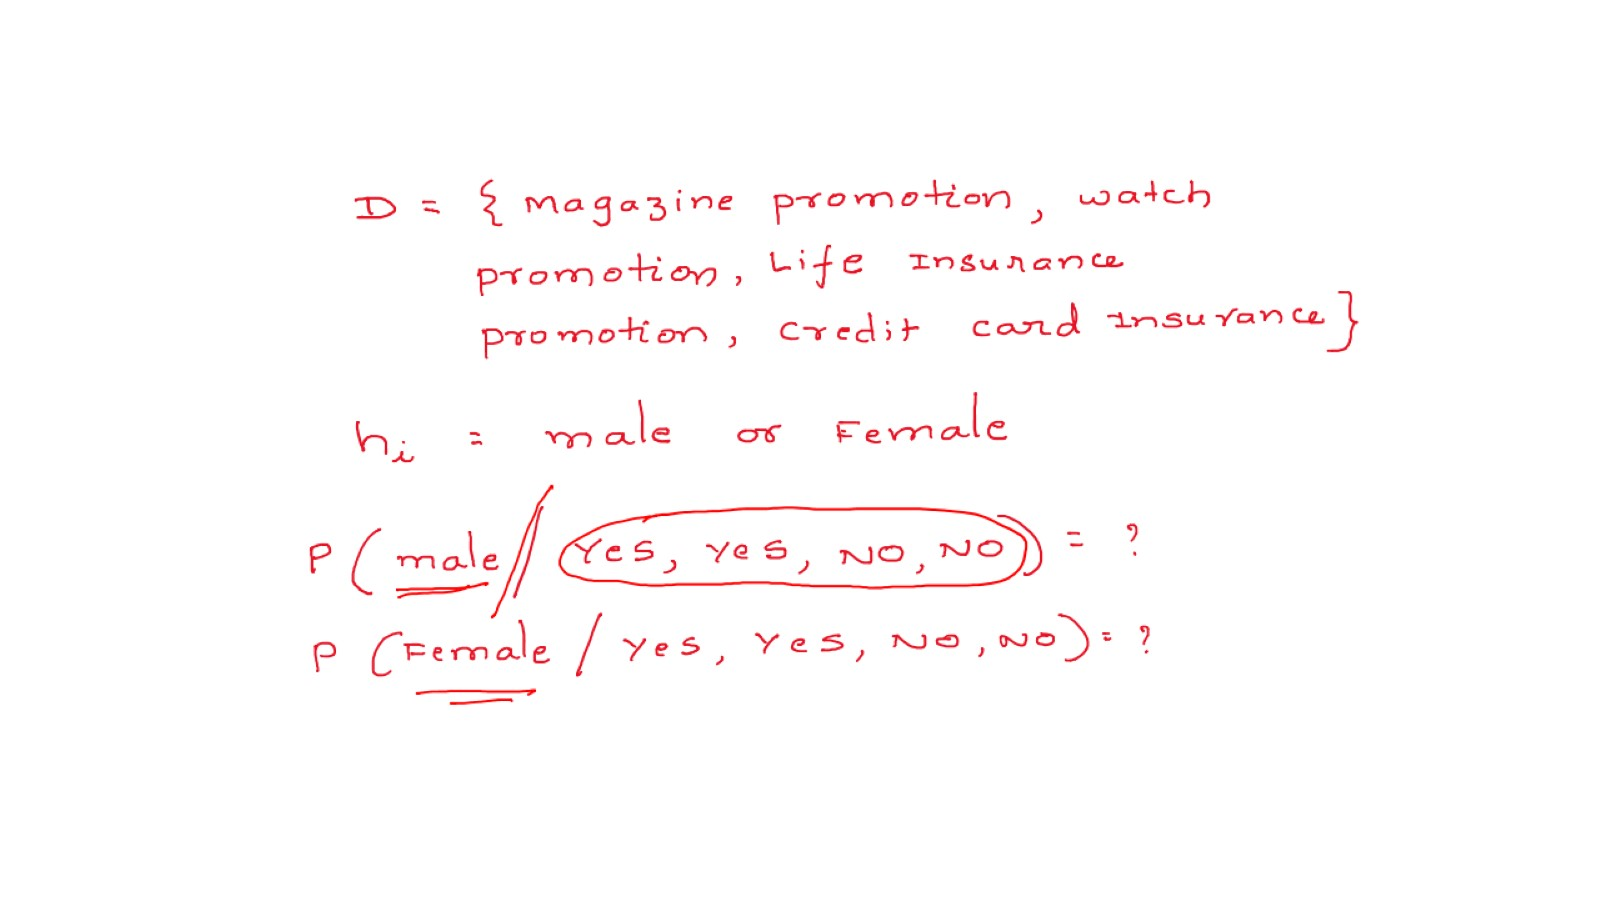 D = { Magazine promotion, watch
promotion, Life Insurance
promotion, credit card Insurance }
hi = male or Female
P ( male / Yes, Yes, NO, NO ) = ?
P ( Female / Yes, Yes, NO, NO ) = ?